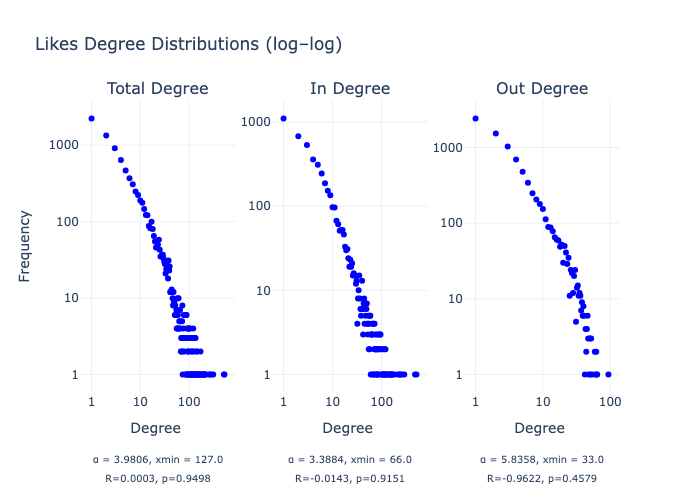 Likes Degree Distributions (log–log)
Total Degree
In Degree
Out Degree
Frequency
1000
100
10
1
1000
100
10
1
1000
100
10
1
1 10 100
1 10 100
1 10 100
Degree
Degree
Degree
α = 3.9806, xmin = 127.0
R=0.0003, p=0.9498
α = 3.3884, xmin = 66.0
R=-0.0143, p=0.9151
α = 5.8358, xmin = 33.0
R=-0.9622, p=0.4579